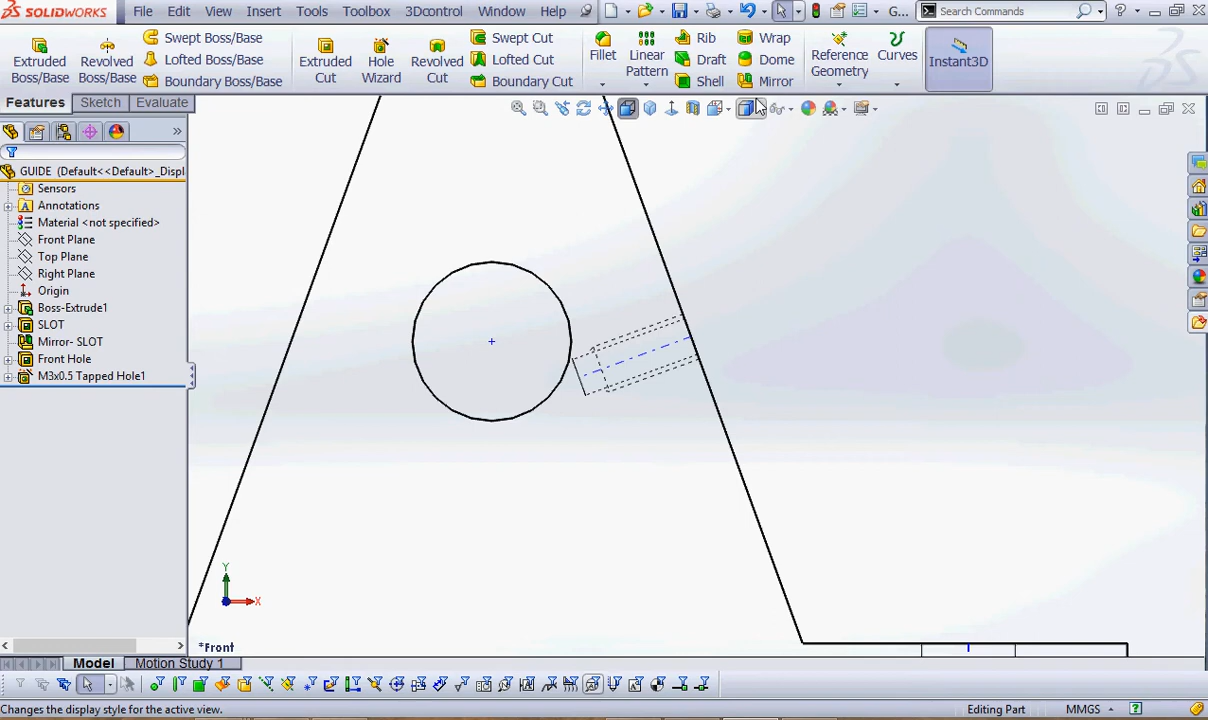 SOLIDWORKS File Edit View Insert Tools Toolbox 3Dcontrol Window Help G... Search Commands
Extruded Boss/Base
Revolved Boss/Base
Swept Boss/Base
Lofted Boss/Base
Boundary Boss/Base
Extruded Cut
Hole Wizard
Revolved Cut
Swept Cut
Lofted Cut
Boundary Cut
Fillet
Linear Pattern
Rib
Draft
Shell
Wrap
Dome
Mirror
Reference Geometry
Curves
Instant3D
Features Sketch Evaluate
GUIDE (Default<<Default>_Displ
Sensors
Annotations
Material <not specified>
Front Plane
Top Plane
Right Plane
Origin
Boss-Extrude1
SLOT
Mirror- SLOT
Front Hole
M3x0.5 Tapped Hole1
Y
X
*Front
Model Motion Study 1
Changes the display style for the active view. Editing Part MMGS